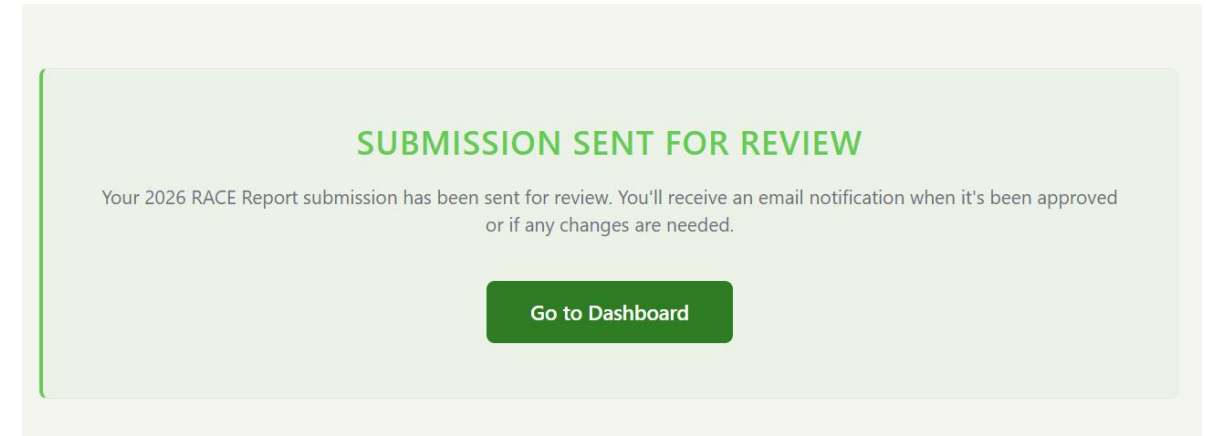 SUBMISSION SENT FOR REVIEW
Your 2026 RACE Report submission has been sent for review. You'll receive an email notification when it's been approved
or if any changes are needed.
Go to Dashboard